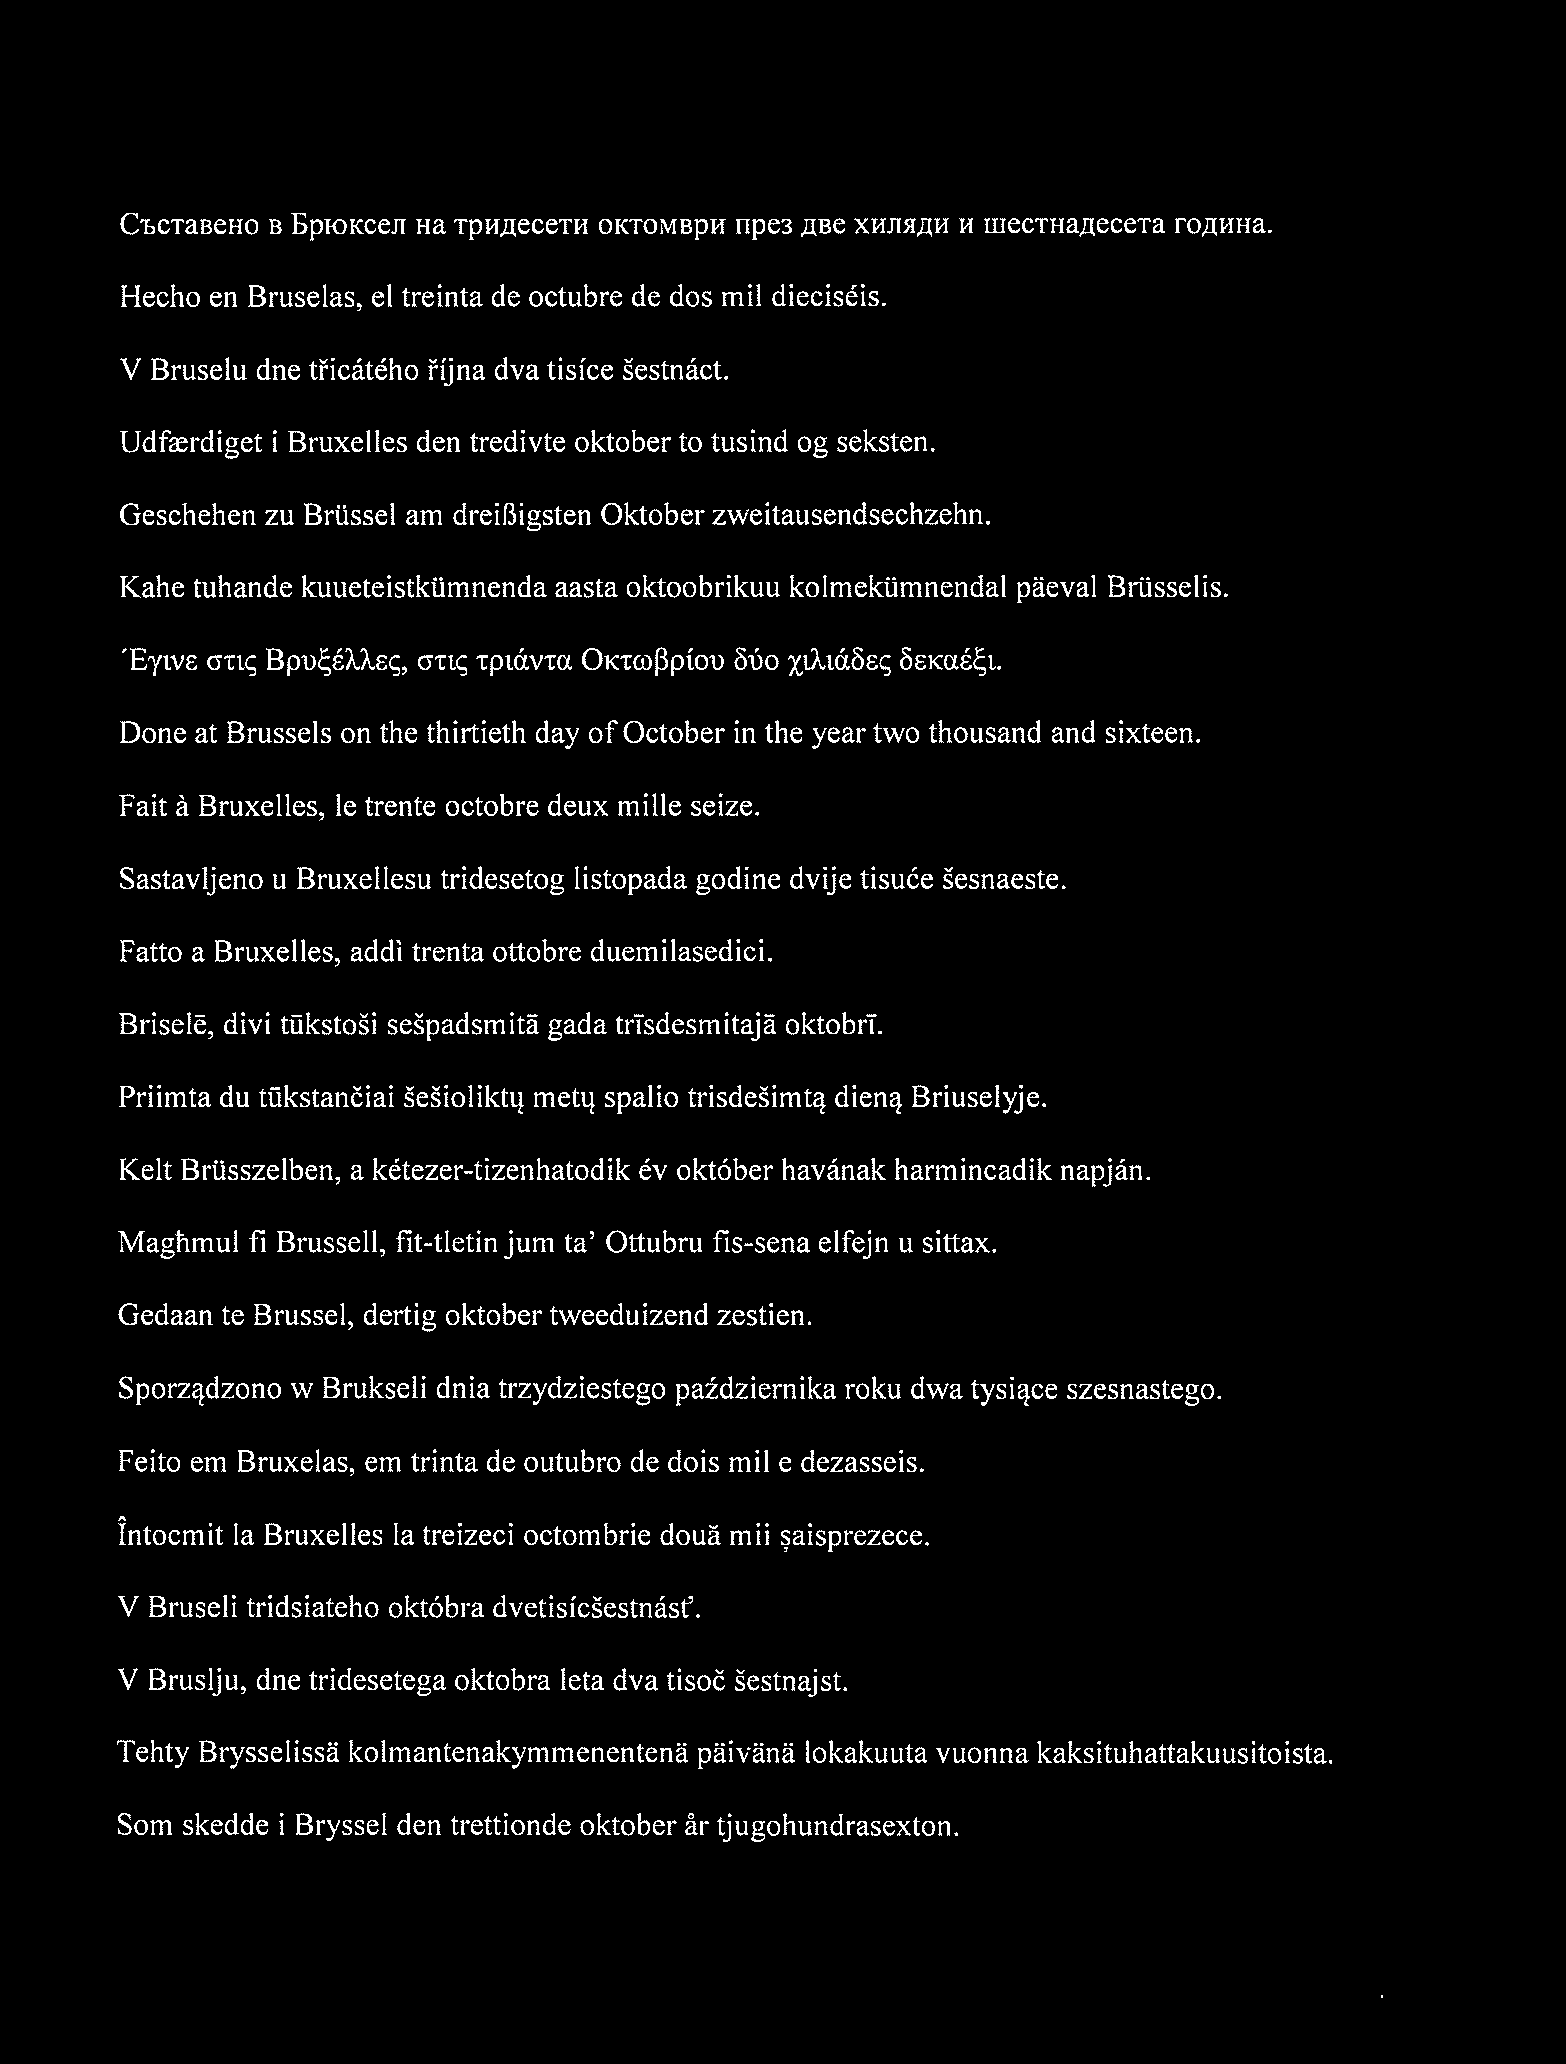 Съставено в Брюксел на тридесети октомври през две хиляди и шестнадесета година.
Hecho en Bruselas, el treinta de octubre de dos mil dieciséis.
V Bruselu dne třicátého října dva tisíce šestnáct.
Udfærdiget i Bruxelles den tredivte oktober to tusind og seksten.
Geschehen zu Brüssel am dreißigsten Oktober zweitausendsechzehn.
Kahe tuhande kuueteistkümnenda aasta oktoobrikuu kolmekümnendal päeval Brüsselis.
Έγινε στις Βρυξέλλες, στις τριάντα Οκτωβρίου δύο χιλιάδες δεκαέξι.
Done at Brussels on the thirtieth day of October in the year two thousand and sixteen.
Fait à Bruxelles, le trente octobre deux mille seize.
Sastavljeno u Bruxellesu tridesetog listopada godine dvije tisuće šesnaeste.
Fatto a Bruxelles, addì trenta ottobre duemilasedici.
Briselē, divi tūkstoši sešpadsmitā gada trīsdesmitajā oktobrī.
Priimta du tūkstančiai šešioliktų metų spalio trisdešimtą dieną Briuselyje.
Kelt Brüsszelben, a kétezer-tizenhatodik év október havának harmincadik napján.
Magħmul fi Brussell, fit-tletin jum ta’ Ottubru fis-sena elfejn u sittax.
Gedaan te Brussel, dertig oktober tweeduizend zestien.
Sporządzono w Brukseli dnia trzydziestego października roku dwa tysiące szesnastego.
Feito em Bruxelas, em trinta de outubro de dois mil e dezasseis.
Întocmit la Bruxelles la treizeci octombrie două mii șaisprezece.
V Bruseli tridsiateho októbra dvetisícšestnásť.
V Bruslju, dne tridesetega oktobra leta dva tisoč šestnajst.
Tehty Brysselissä kolmantenakymmenentenä päivänä lokakuuta vuonna kaksituhattakuusitoista.
Som skedde i Bryssel den trettionde oktober år tjugohundrasexton.